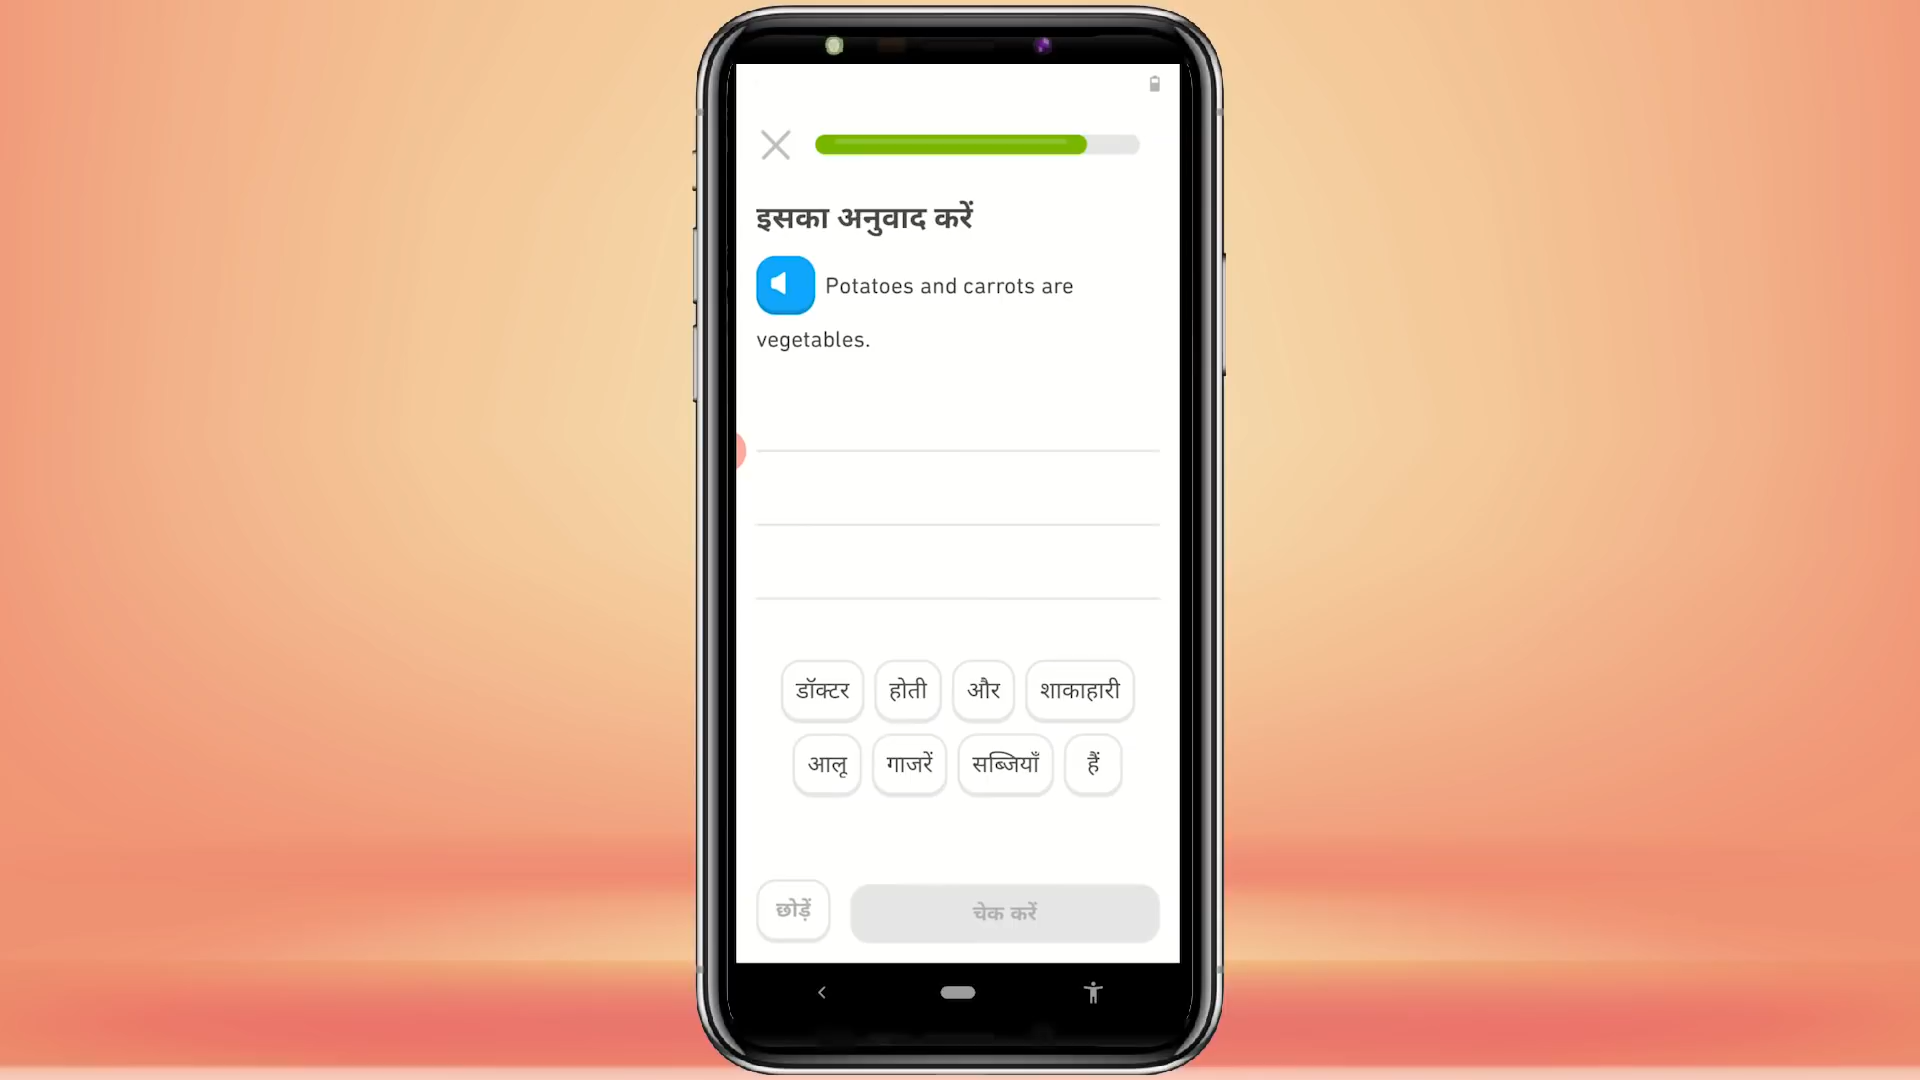 इसका अनुवाद करें
Potatoes and carrots are
vegetables.
डॉक्टर होती और शाकाहारी
आलू गाजरें सब्जियाँ हैं
छोड़ें चेक करें